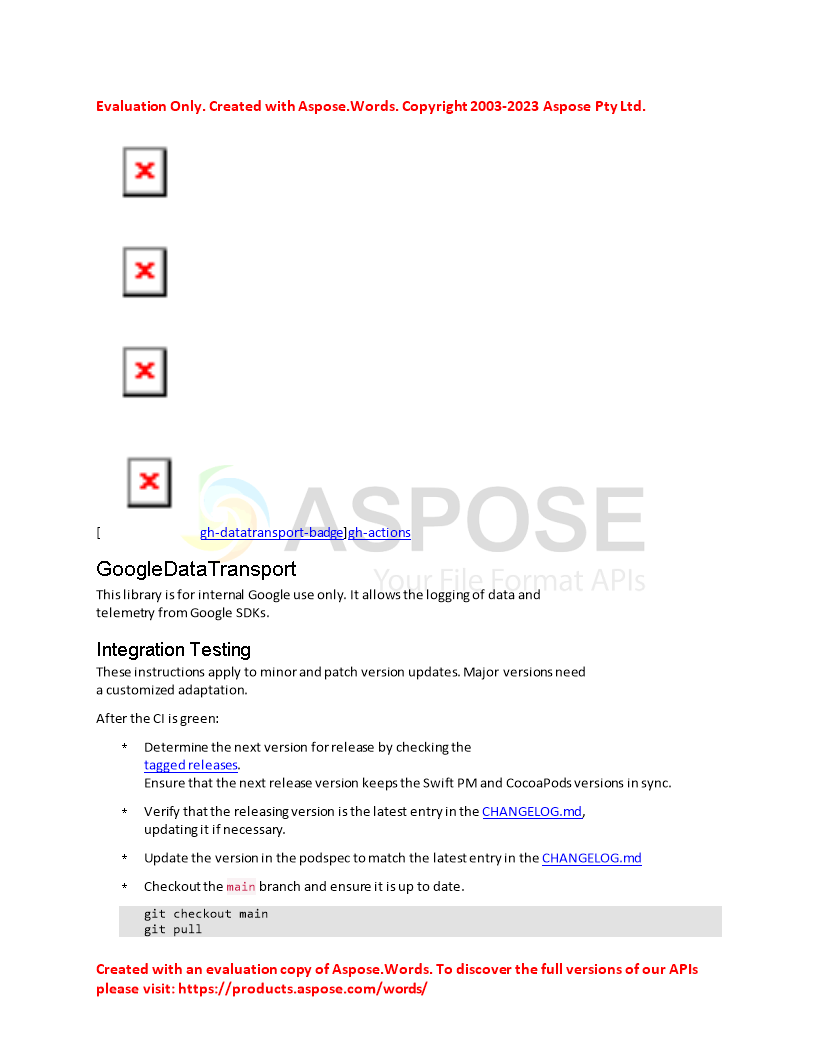 Evaluation Only. Created with Aspose.Words. Copyright 2003-2023 Aspose Pty Ltd.
[ gh-datatransport-badge]gh-actions
ASPOSE
Your File Format APIs
GoogleDataTransport
This library is for internal Google use only. It allows the logging of data and
telemetry from Google SDKs.
Integration Testing
These instructions apply to minor and patch version updates. Major versions need
a customized adaptation.
After the CI is green:
* Determine the next version for release by checking the
tagged releases.
Ensure that the next release version keeps the Swift PM and CocoaPods versions in sync.
* Verify that the releasing version is the latest entry in the CHANGELOG.md,
updating it if necessary.
* Update the version in the podspec to match the latest entry in the CHANGELOG.md
* Checkout the main branch and ensure it is up to date.
git checkout main
git pull
Created with an evaluation copy of Aspose.Words. To discover the full versions of our APIs
please visit: https://products.aspose.com/words/